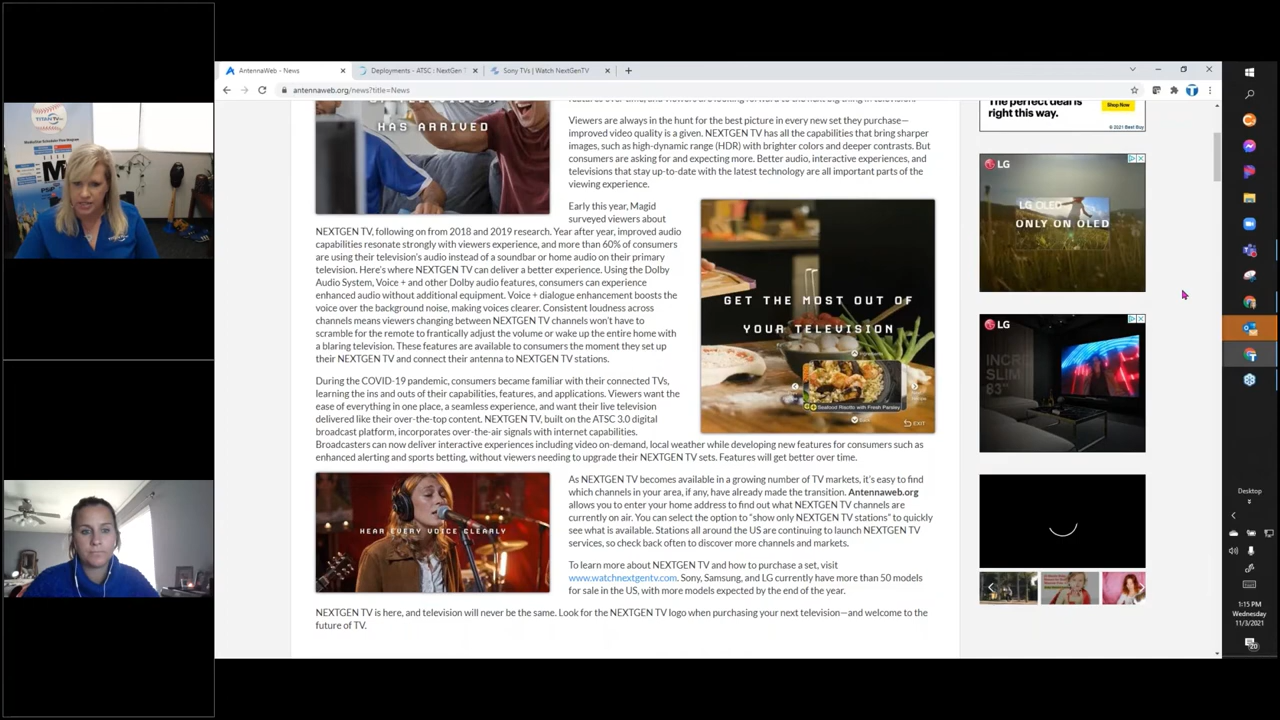 AntennaWeb - News
Deployments - ATSC : NextGen
Sony TVs | Watch NextGenTV
antennaweb.org/news?title=News
HAS ARRIVED
Viewers are always in the hunt for the best picture in every new set they purchase—
improved video quality is a given. NEXTGEN TV has all the capabilities that bring sharper
images, such as high-dynamic range (HDR) with brighter colors and deeper contrasts. But
consumers are asking for and expecting more. Better audio, interactive experiences, and
televisions that stay up-to-date with the latest technology are all important parts of the
viewing experience.
Early this year, Magid
surveyed viewers about
NEXTGEN TV, following on from 2018 and 2019 research. Year after year, improved audio
capabilities resonate strongly with viewers experience, and more than 60% of consumers
are using their television's audio instead of a soundbar or home audio on their primary
television. Here's where NEXTGEN TV can deliver a better experience. Using the Dolby
Audio System, Voice + and other Dolby audio features, consumers can experience
enhanced audio without additional equipment. Voice + dialogue enhancement boosts the
voice over the background noise, making voices clearer. Consistent loudness across
channels means viewers changing between NEXTGEN TV channels won't have to
scramble for the remote to frantically adjust the volume or wake up the entire home with
a blaring television. These features are available to consumers the moment they set up
their NEXTGEN TV and connect their antenna to NEXTGEN TV stations.
GET THE MOST OUT OF
YOUR TELEVISION
Seafood Risotto with Fresh Parsley
EXIT
During the COVID-19 pandemic, consumers became familiar with their connected TVs,
learning the ins and outs of their capabilities, features, and applications. Viewers want the
ease of everything in one place, a seamless experience, and want their live television
delivered like their over-the-top content. NEXTGEN TV, built on the ATSC 3.0 digital
broadcast platform, incorporates over-the-air signals with internet capabilities.
Broadcasters can now deliver interactive experiences including video on-demand, local weather while developing new features for consumers such as
enhanced alerting and sports betting, without viewers needing to upgrade their NEXTGEN TV sets. Features will get better over time.
HEAR EVERY VOICE CLEARLY
As NEXTGEN TV becomes available in a growing number of TV markets, it's easy to find
which channels in your area, if any, have already made the transition. Antennaweb.org
allows you to enter your home address to find out what NEXTGEN TV channels are
currently on air. You can select the option to "show only NEXTGEN TV stations" to quickly
see what is available. Stations all around the US are continuing to launch NEXTGEN TV
services, so check back often to discover more channels and markets.
To learn more about NEXTGEN TV and how to purchase a set, visit
www.watchnextgentv.com. Sony, Samsung, and LG currently have more than 50 models
for sale in the US, with more models expected by the end of the year.
NEXTGEN TV is here, and television will never be the same. Look for the NEXTGEN TV logo when purchasing your next television—and welcome to the
future of TV.
The perfect deal is
right this way.
Shop Now
© 2021 Best Buy
LG
LG OLED
ONLY ON OLED
LG
SLIM
83"
Desktop
1:15 PM
Wednesday
11/3/2021